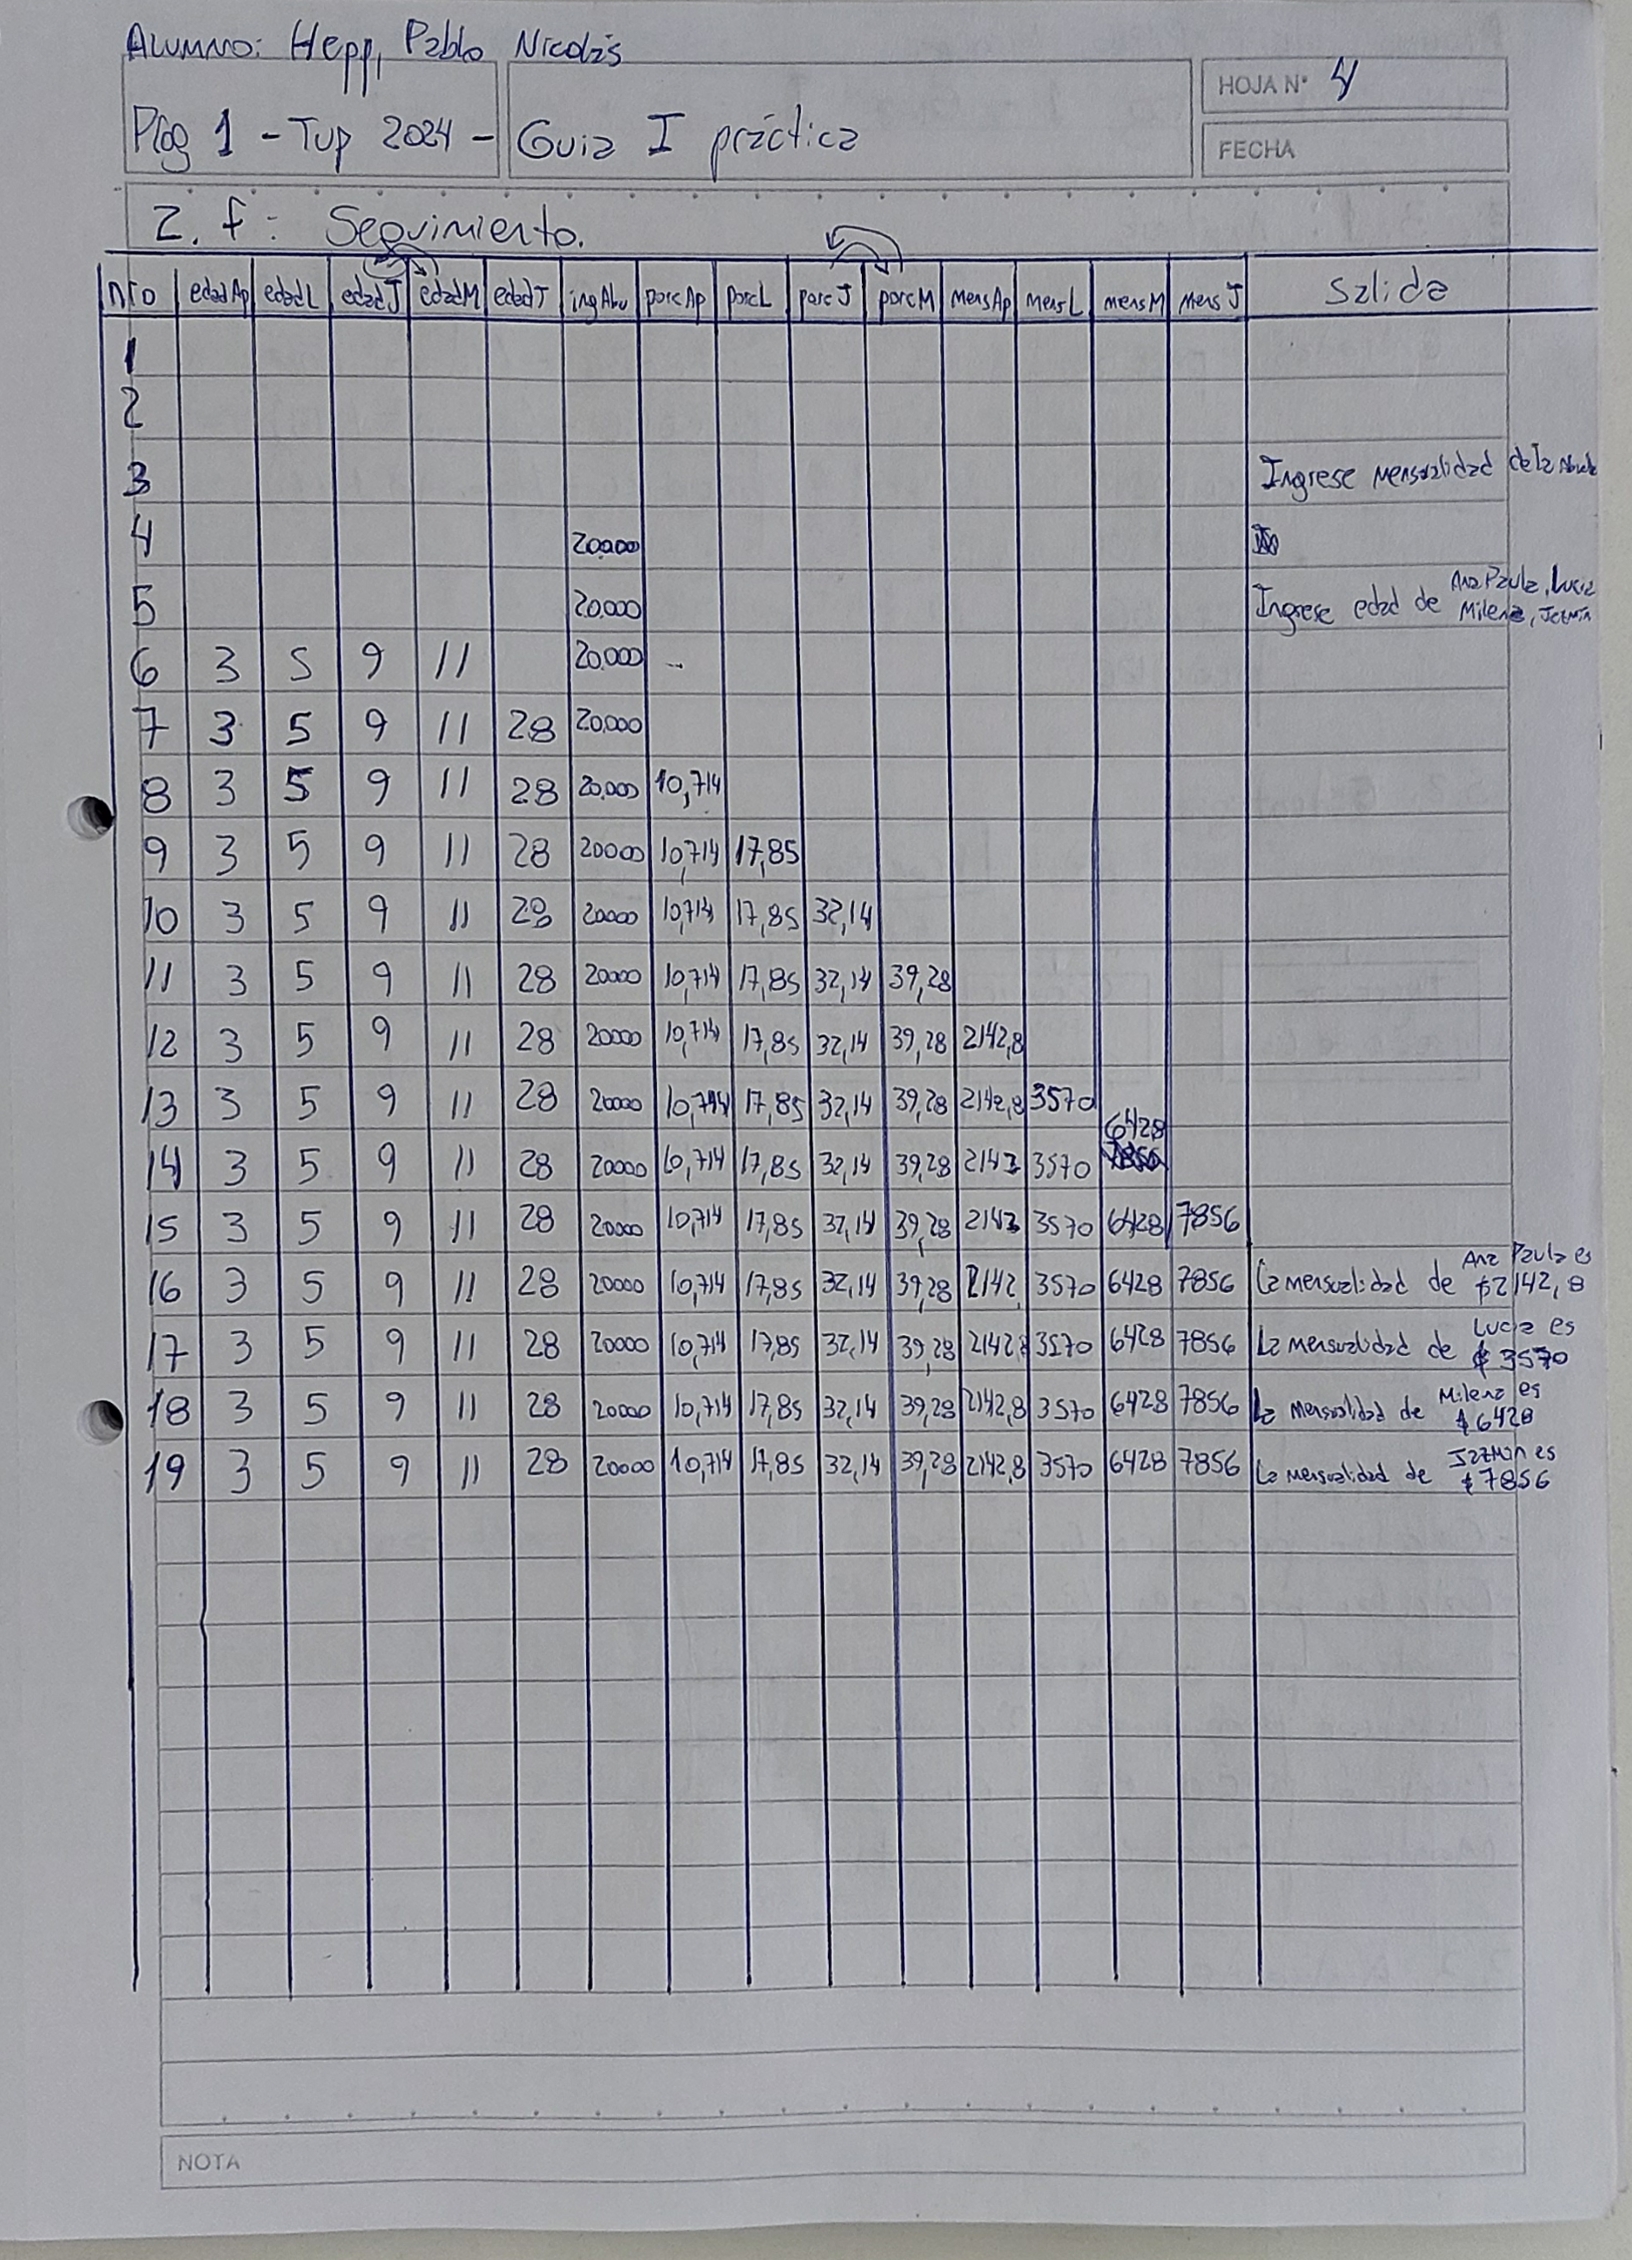 Alumno: Hepp, Pablo Nicolás
HOJA N° 4
Prog 1 - Tup 2024 - Guia I práctica
FECHA
2. f: Seguimiento.
nro edadAp edadL edadJ edadM edadT ingAbu porcAp porcL porcJ porcM mensAp mensL mensM mensJ Salida
1
2
3 Ingrese mensualidad de la Abuela
4 20.000
5 20.000 Ingrese edad de Ana Paula, Lucia Milena, Jazmin
6 3 5 9 11 20.000
7 3 5 9 11 28 20.000
8 3 5 9 11 28 20.000 10,714
9 3 5 9 11 28 20000 10,714 17,85
10 3 5 9 11 28 20000 10,714 17,85 32,14
11 3 5 9 11 28 20000 10,714 17,85 32,14 39,28
12 3 5 9 11 28 20000 10,714 17,85 32,14 39,28 2142,8
13 3 5 9 11 28 20000 10,714 17,85 32,14 39,28 2142,8 3570
14 3 5 9 11 28 20000 10,714 17,85 32,14 39,28 2143 3570 6428
15 3 5 9 11 28 20000 10,714 17,85 32,14 39,28 2143 3570 6428 7856
16 3 5 9 11 28 20000 10,714 17,85 32,14 39,28 2142 3570 6428 7856 La mensualidad de Ana Paula es $2142,8
17 3 5 9 11 28 20000 10,714 17,85 32,14 39,28 2142,8 3570 6428 7856 La mensualidad de Lucia es $3570
18 3 5 9 11 28 20000 10,714 17,85 32,14 39,28 2142,8 3570 6428 7856 La mensualidad de Milena es $6428
19 3 5 9 11 28 20000 10,714 17,85 32,14 39,28 2142,8 3570 6428 7856 La mensualidad de Jazmin es $7856
NOTA